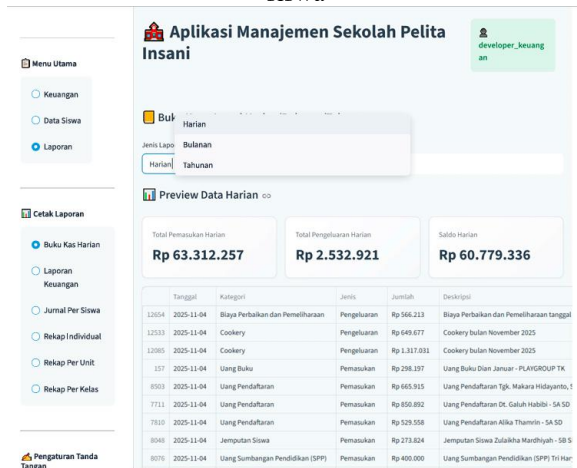 Aplikasi Manajemen Sekolah Pelita
Insani
developer_keuang
an
Menu Utama
Keuangan
Data Siswa
Laporan
Cetak Laporan
Buku Kas Harian
Laporan
Keuangan
Jurnal Per Siswa
Rekap Individual
Rekap Per Unit
Rekap Per Kelas
Pengaturan Tanda
Tangan
Jenis Lapo
Harian
Harian
Bulanan
Tahunan
Preview Data Harian
Total Pemasukan Harian
Rp 63.312.257
Total Pengeluaran Harian
Rp 2.532.921
Saldo Harian
Rp 60.779.336
Tanggal Kategori Jenis Jumlah Deskripsi
12654 2025-11-04 Biaya Perbaikan dan Pemeliharaan Pengeluaran Rp 566.213 Biaya Perbaikan dan Pemeliharaan tanggal
12533 2025-11-04 Cookery Pengeluaran Rp 649.677 Cookery bulan November 2025
12085 2025-11-04 Cookery Pengeluaran Rp 1.317.031 Cookery bulan November 2025
157 2025-11-04 Uang Buku Pemasukan Rp 298.197 Uang Buku Dian Januar - PLAYGROUP TK
8503 2025-11-04 Uang Pendaftaran Pemasukan Rp 665.915 Uang Pendaftaran Tgk. Makara Hidayanto, S
7711 2025-11-04 Uang Pendaftaran Pemasukan Rp 850.892 Uang Pendaftaran Dt. Galuh Habibi - 5A SD
7810 2025-11-04 Uang Pendaftaran Pemasukan Rp 529.558 Uang Pendaftaran Alika Thamrin - 5A SD
8048 2025-11-04 Jemputan Siswa Pemasukan Rp 273.824 Jemputan Siswa Zulaikha Mardhiyah - 5B S
8076 2025-11-04 Uang Sumbangan Pendidikan (SPP) Pemasukan Rp 400.000 Uang Sumbangan Pendidikan (SPP) Tri Har